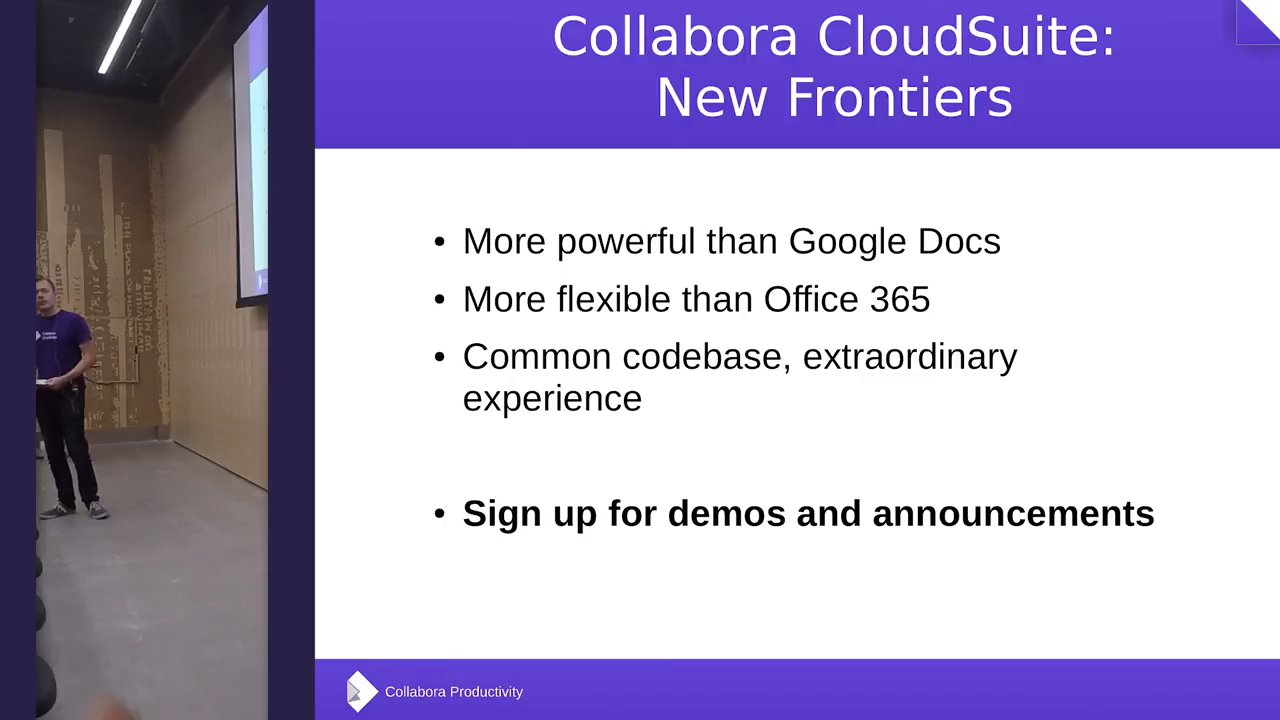 Collabora CloudSuite:
New Frontiers
• More powerful than Google Docs
• More flexible than Office 365
• Common codebase, extraordinary
experience
• Sign up for demos and announcements
Collabora Productivity